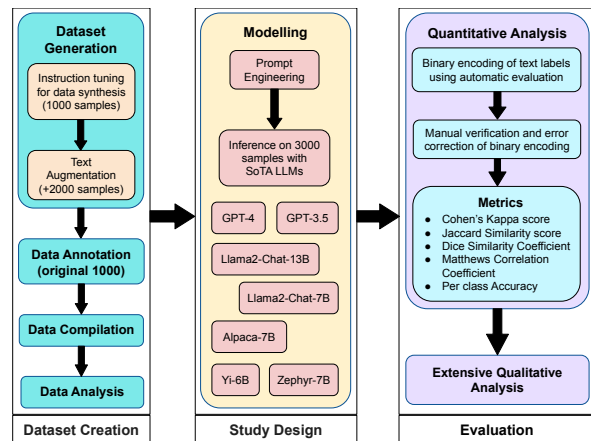 Dataset
Generation
Instruction tuning
for data synthesis
(1000 samples)
Text
Augmentation
(+2000 samples)
Data Annotation
(original 1000)
Data Compilation
Data Analysis
Dataset Creation
Modelling
Prompt
Engineering
Inference on 3000
samples with
SoTA LLMs
GPT-4
GPT-3.5
Llama2-Chat-13B
Llama2-Chat-7B
Alpaca-7B
Yi-6B
Zephyr-7B
Study Design
Quantitative Analysis
Binary encoding of text labels
using automatic evaluation
Manual verification and error
correction of binary encoding
Metrics
● Cohen's Kappa score
● Jaccard Similarity score
● Dice Similarity Coefficient
● Matthews Correlation
Coefficient
● Per class Accuracy
Extensive Qualitative
Analysis
Evaluation